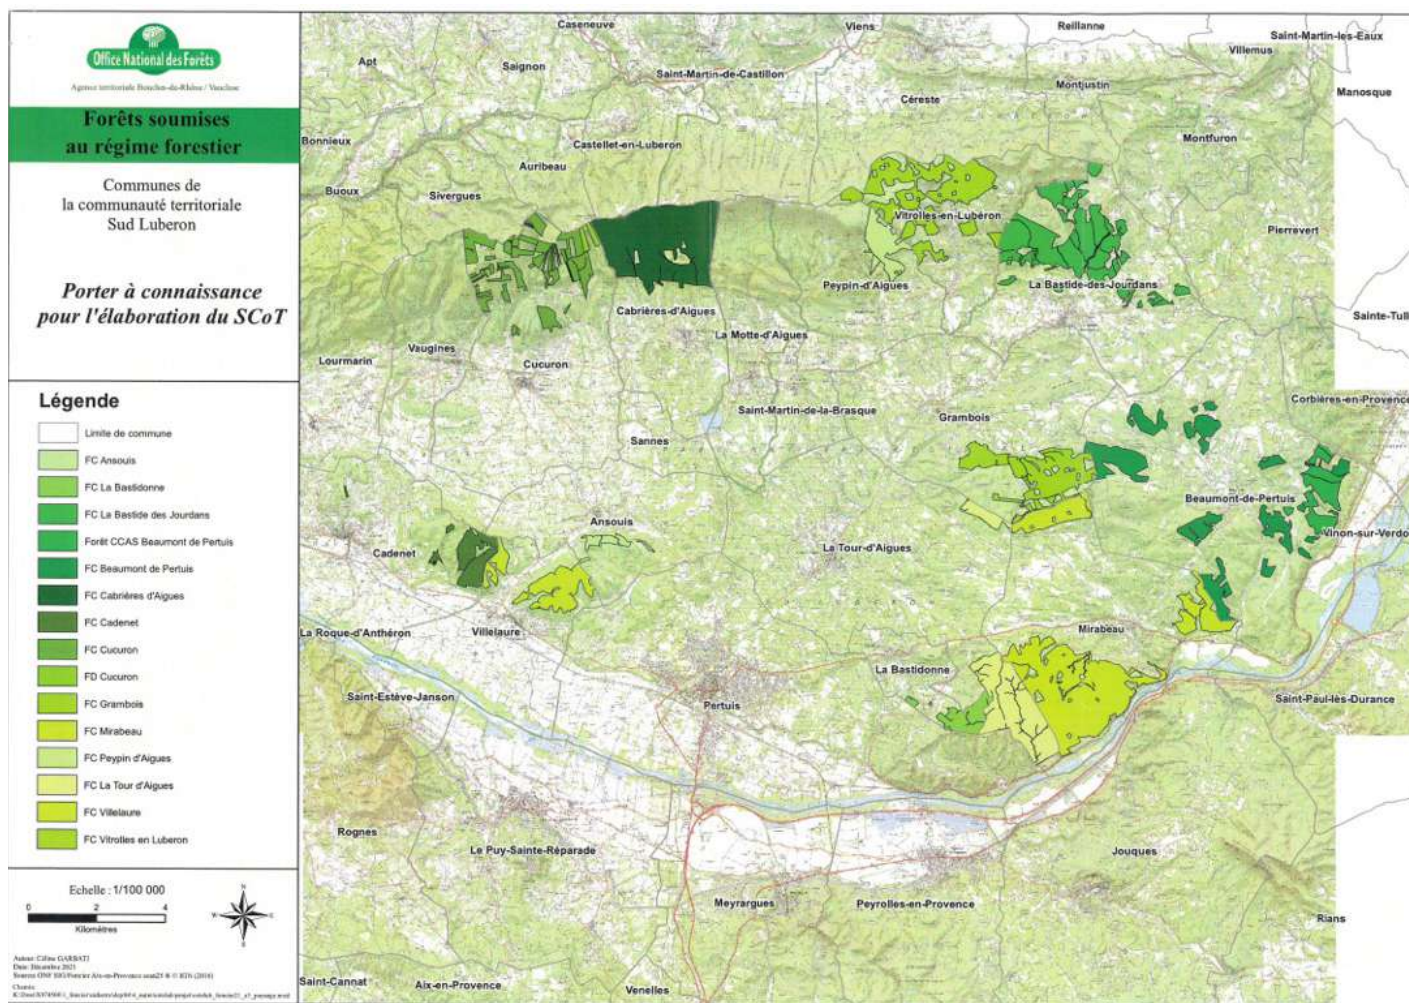 Office National des Forêts
Agence territoriale Bouches-du-Rhône / Vaucluse
Forêts soumises
au régime forestier
Communes de
la communauté territoriale
Sud Luberon
Porter à connaissance
pour l'élaboration du SCoT
Légende
Limite de commune
FC Ansouis
FC La Bastidonne
FC La Bastide des Jourdans
Forêt CCAS Beaumont de Pertuis
FC Beaumont de Pertuis
FC Cabrières d'Aigues
FC Cadenet
FC Cucuron
FD Cucuron
FC Grambois
FC Mirabeau
FC Peypin d'Aigues
FC La Tour d'Aigues
FC Villelaure
FC Vitrolles en Luberon
Echelle : 1/100 000
0 2 4
Kilomètres
N
W E
S
Auteur: Céline GARBATI
Date: Décembre 2021
Caseneuve
Viens
Reillanne
Saint-Martin-les-Eaux
Villemus
Apt
Saignon
Saint-Martin-de-Castillon
Montjustin
Manosque
Céreste
Bonnieux
Castellet-en-Luberon
Montfuron
Auribeau
Buoux
Sivergues
Vitrolles-en-Luberon
Pierrevert
Peypin-d'Aigues
La Bastide-des-Jourdans
Cabrières-d'Aigues
Sainte-Tull
La Motte-d'Aigues
Vaugines
Lourmarin
Cucuron
Corbières-en-Provence
Saint-Martin-de-la-Brasque
Grambois
Sannes
Beaumont-de-Pertuis
Ansouis
Vinon-sur-Verdo
Cadenet
La Tour-d'Aigues
La Roque-d'Anthéron
Villelaure
Mirabeau
La Bastidonne
Saint-Estève-Janson
Pertuis
Saint-Paul-lès-Durance
Rognes
Le Puy-Sainte-Réparade
Jouques
Meyrargues
Peyrolles-en-Provence
Rians
Saint-Cannat
Aix-en-Provence
Venelles